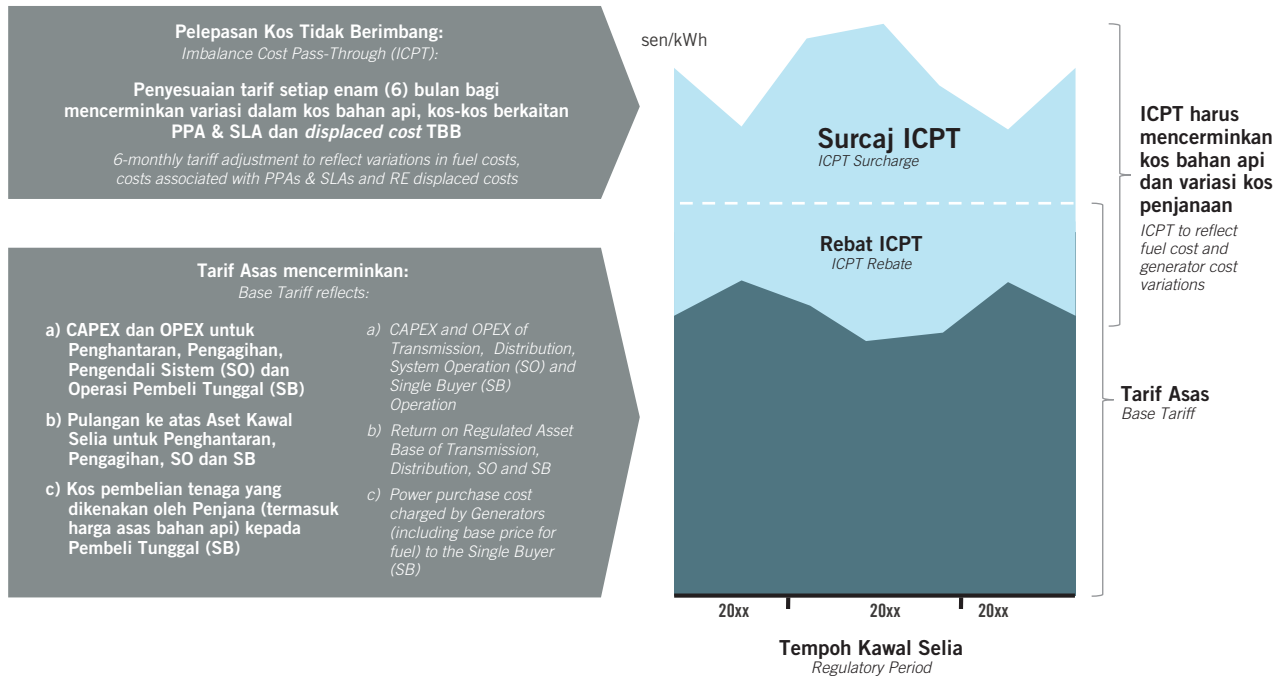 Pelepasan Kos Tidak Berimbang:
Imbalance Cost Pass-Through (ICPT):
Penyesuaian tarif setiap enam (6) bulan bagi
mencerminkan variasi dalam kos bahan api, kos-kos berkaitan
PPA & SLA dan displaced cost TBB
6-monthly tariff adjustment to reflect variations in fuel costs,
costs associated with PPAs & SLAs and RE displaced costs
Tarif Asas mencerminkan:
Base Tariff reflects:
a) CAPEX dan OPEX untuk
Penghantaran, Pengagihan,
Pengendali Sistem (SO) dan
Operasi Pembeli Tunggal (SB)
b) Pulangan ke atas Aset Kawal
Selia untuk Penghantaran,
Pengagihan, SO dan SB
c) Kos pembelian tenaga yang
dikenakan oleh Penjana (termasuk
harga asas bahan api) kepada
Pembeli Tunggal (SB)
a) CAPEX and OPEX of
Transmission, Distribution,
System Operation (SO) and
Single Buyer (SB)
Operation
b) Return on Regulated Asset
Base of Transmission,
Distribution, SO and SB
c) Power purchase cost
charged by Generators
(including base price for
fuel) to the Single Buyer
(SB)
sen/kWh
Surcaj ICPT
ICPT Surcharge
Rebat ICPT
ICPT Rebate
20xx
20xx
20xx
Tempoh Kawal Selia
Regulatory Period
ICPT harus
mencerminkan
kos bahan api
dan variasi kos
penjanaan
ICPT to reflect
fuel cost and
generator cost
variations
Tarif Asas
Base Tariff